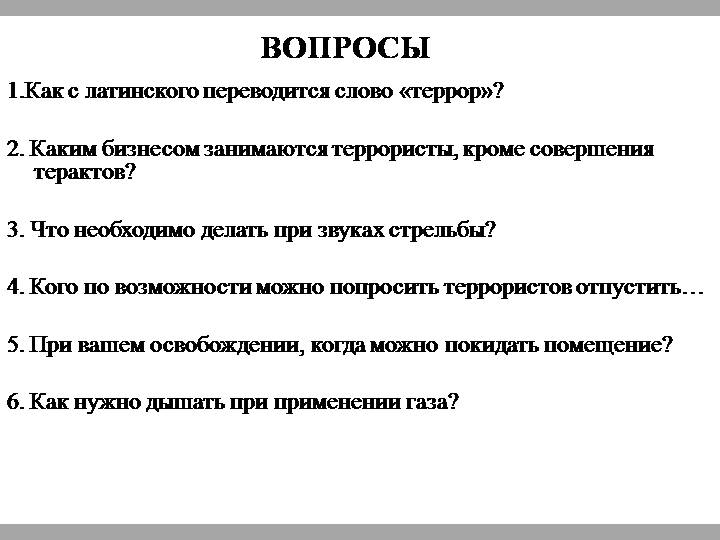 ВОПРОСЫ
1.Как с латинского переводится слово «террор»?
2. Каким бизнесом занимаются террористы, кроме совершения
терактов?
3. Что необходимо делать при звуках стрельбы?
4. Кого по возможности можно попросить террористов отпустить…
5. При вашем освобождении, когда можно покидать помещение?
6. Как нужно дышать при применении газа?